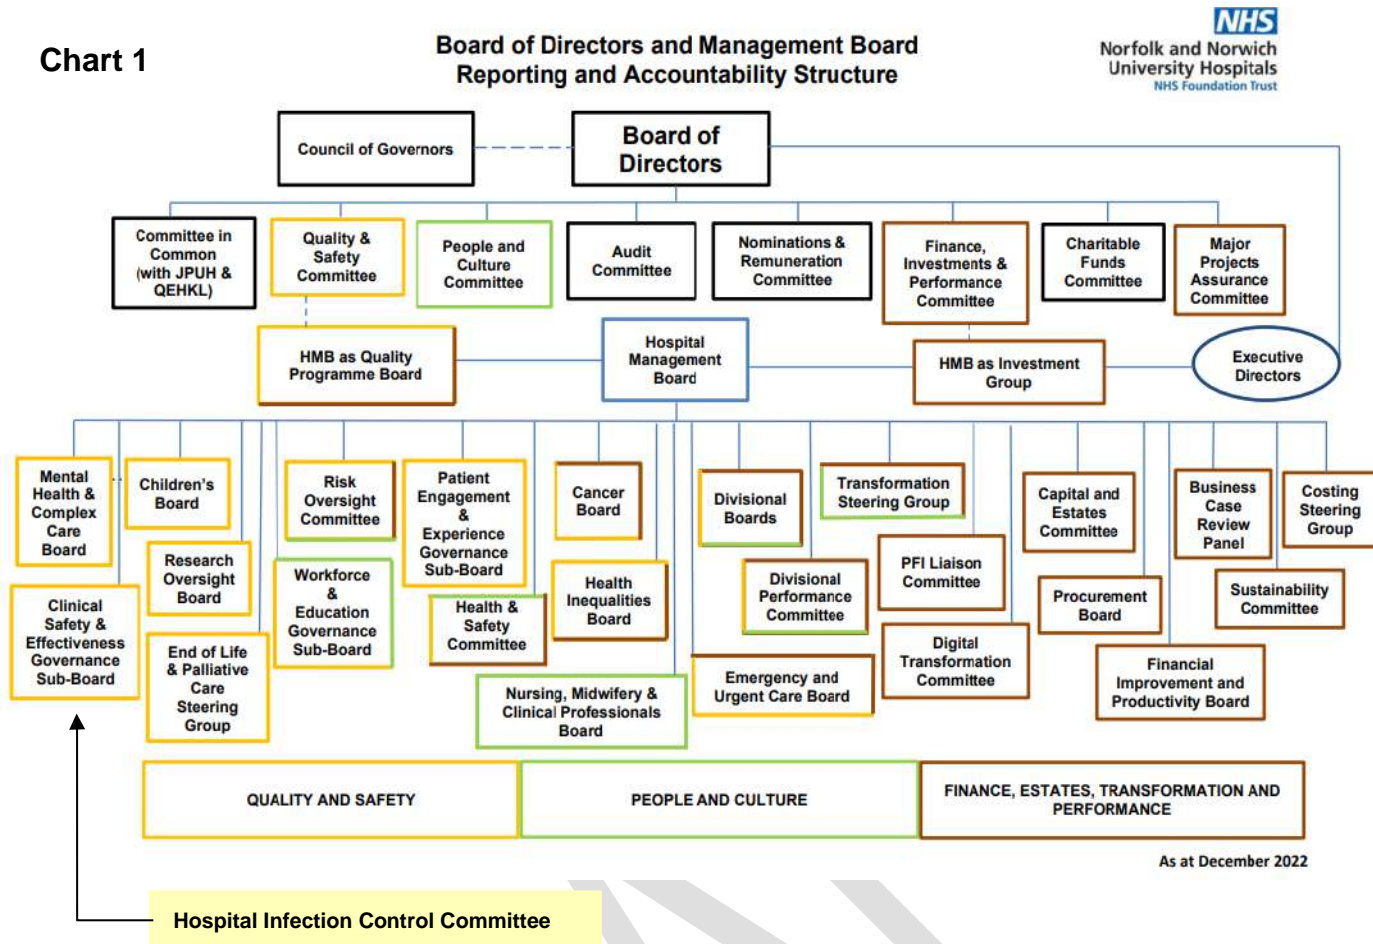 Chart 1
Board of Directors and Management Board
Reporting and Accountability Structure
NHS
Norfolk and Norwich
University Hospitals
NHS Foundation Trust
Council of Governors
Board of
Directors
Committee in
Common
(with JPUH &
QEHKL)
Quality &
Safety
Committee
People and
Culture
Committee
Audit
Committee
Nominations &
Remuneration
Committee
Finance,
Investments &
Performance
Committee
Charitable
Funds
Committee
Major
Projects
Assurance
Committee
HMB as Quality
Programme Board
Hospital
Management
Board
HMB as Investment
Group
Executive
Directors
Mental
Health &
Complex
Care
Board
Children's
Board
Risk
Oversight
Committee
Patient
Engagement
&
Experience
Governance
Sub-Board
Cancer
Board
Divisional
Boards
Transformation
Steering Group
Capital and
Estates
Committee
Business
Case
Review
Panel
Costing
Steering
Group
Research
Oversight
Board
Workforce
&
Education
Governance
Sub-Board
Health
Inequalities
Board
Divisional
Performance
Committee
PFI Liaison
Committee
Procurement
Board
Sustainability
Committee
Clinical
Safety &
Effectiveness
Governance
Sub-Board
End of Life
& Palliative
Care
Steering
Group
Health &
Safety
Committee
Nursing, Midwifery &
Clinical Professionals
Board
Emergency and
Urgent Care Board
Digital
Transformation
Committee
Financial
Improvement and
Productivity Board
QUALITY AND SAFETY
PEOPLE AND CULTURE
FINANCE, ESTATES, TRANSFORMATION AND
PERFORMANCE
As at December 2022
Hospital Infection Control Committee